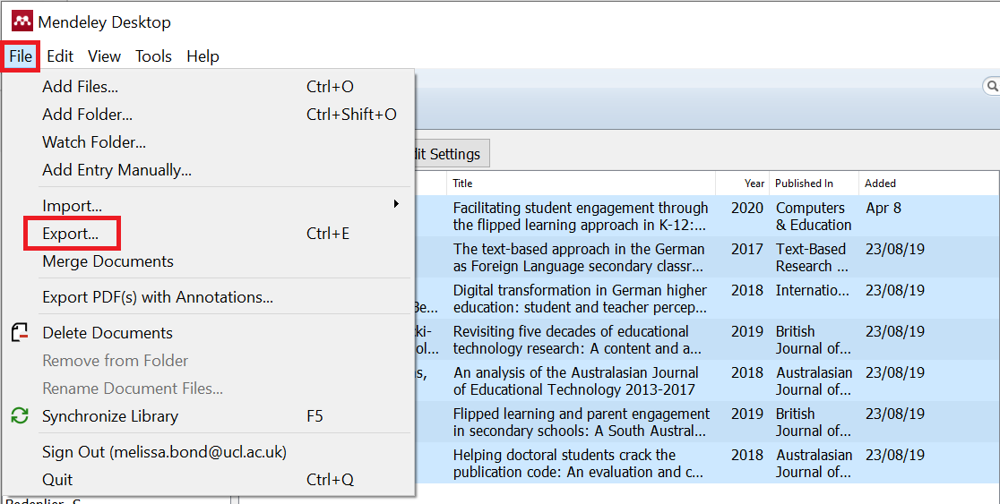 Mendeley Desktop
File Edit View Tools Help
Add Files... Ctrl+O
Add Folder... Ctrl+Shift+O
Watch Folder...
Add Entry Manually...
Import...
Export... Ctrl+E
Merge Documents
Export PDF(s) with Annotations...
Delete Documents
Remove from Folder
Rename Document Files...
Synchronize Library F5
Sign Out (melissa.bond@ucl.ac.uk)
Quit Ctrl+Q
dit Settings
Title Year Published In Added
Facilitating student engagement through 2020 Computers Apr 8
the flipped learning approach in K-12:... & Education
The text-based approach in the German 2017 Text-Based 23/08/19
as Foreign Language secondary classr... Research ...
Digital transformation in German higher 2018 Internatio... 23/08/19
Be... education: student and teacher percep...
cki- Revisiting five decades of educational 2019 British 23/08/19
ol... technology research: A content and a... Journal of...
ns, An analysis of the Australasian Journal 2018 Australasian 23/08/19
of Educational Technology 2013-2017 Journal of...
Flipped learning and parent engagement 2019 British 23/08/19
in secondary schools: A South Austral... Journal of...
Helping doctoral students crack the 2018 Australasian 23/08/19
publication code: An evaluation and c... Journal of...